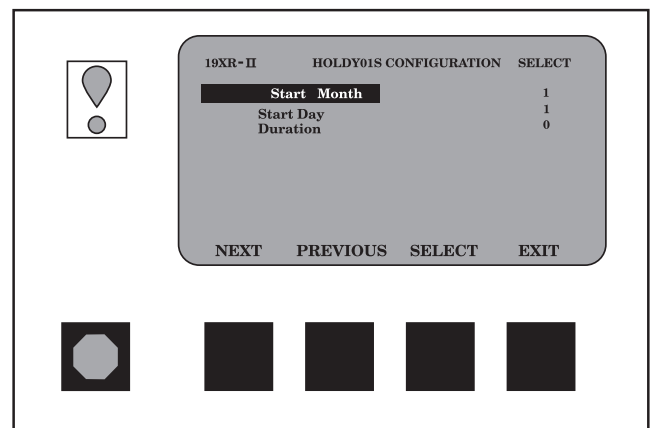 19XR-II HOLDY01S CONFIGURATION SELECT
Start Month 1
Start Day 1
Duration 0
NEXT PREVIOUS SELECT EXIT